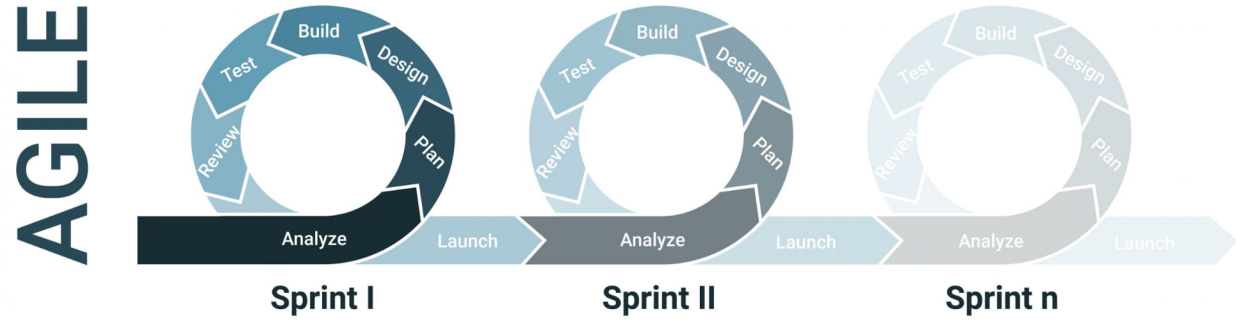 AGILE
Build
Test
Design
Review
Plan
Analyze
Launch
Sprint I
Build
Test
Design
Review
Plan
Analyze
Launch
Sprint II
Build
Test
Design
Review
Plan
Analyze
Launch
Sprint n